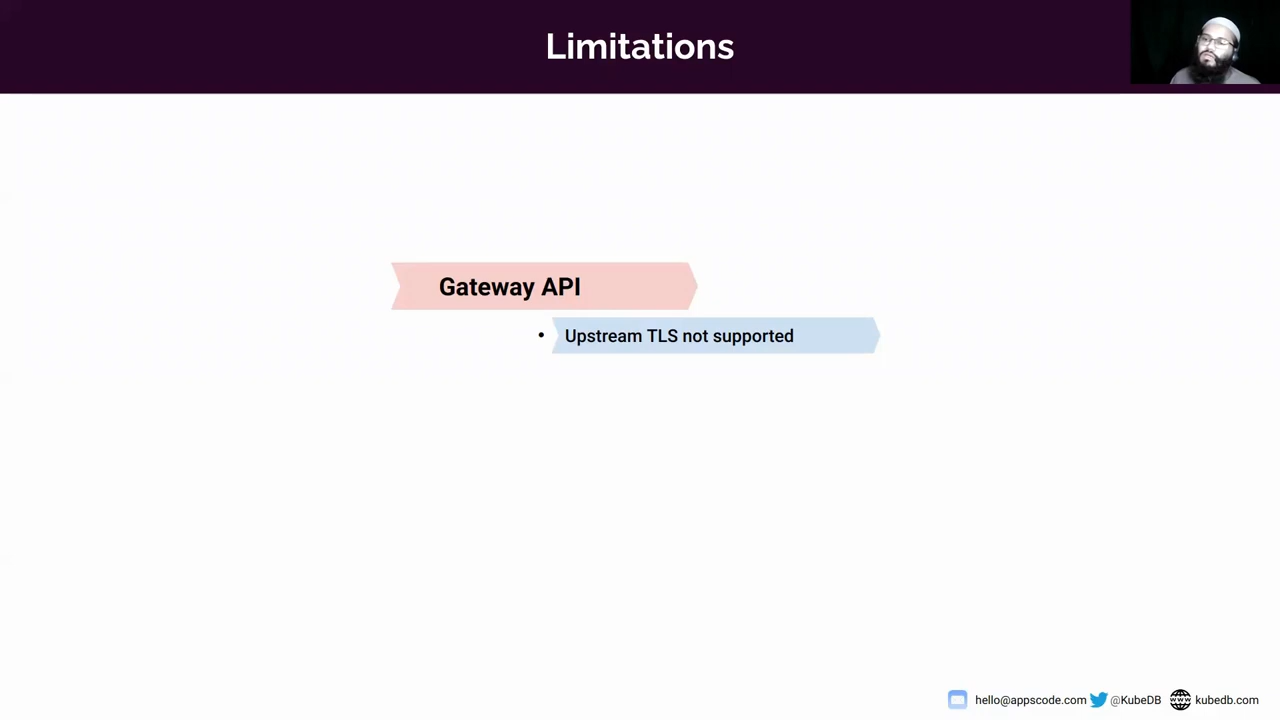 Limitations
Gateway API
• Upstream TLS not supported
hello@appscode.com @KubeDB kubedb.com